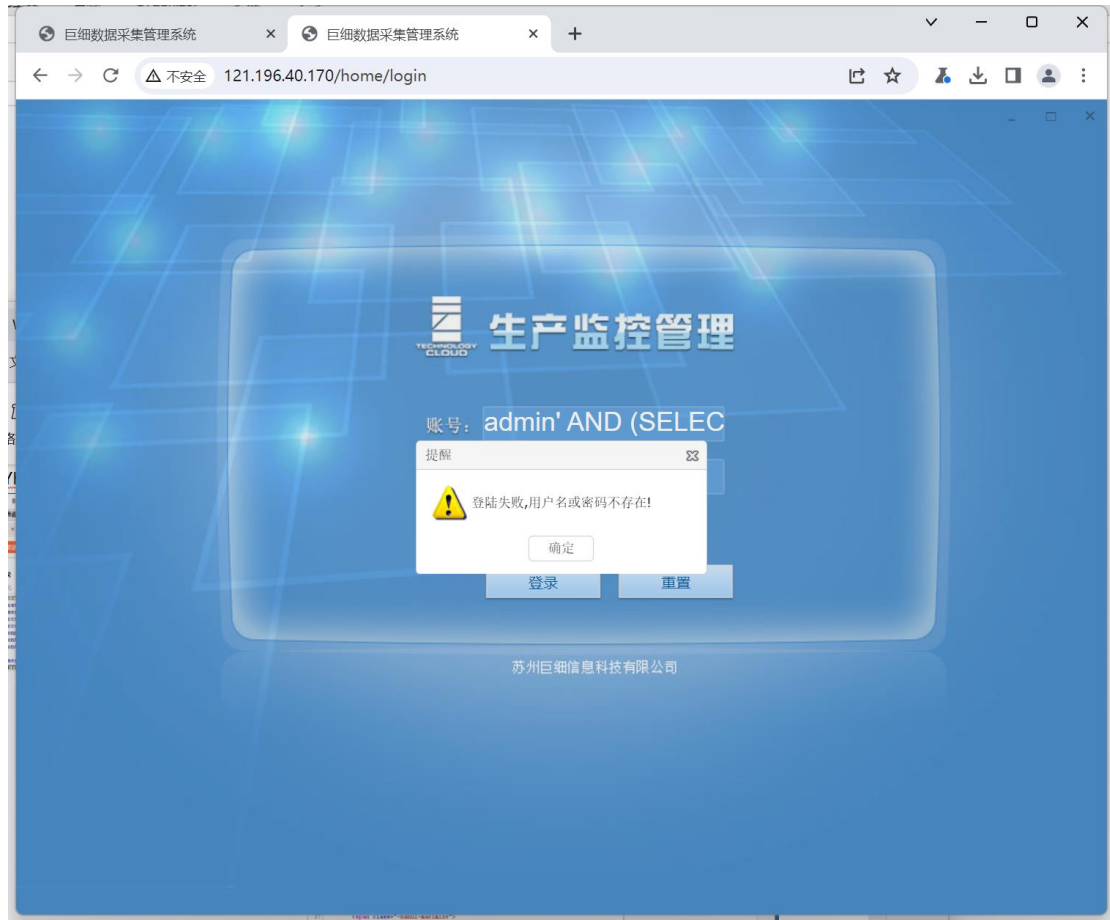 巨细数据采集管理系统
巨细数据采集管理系统
不安全 121.196.40.170/home/login
TECHNOLOGY
CLOUD
生产监控管理
账号: admin' AND (SELEC
提醒
登陆失败,用户名或密码不存在!
确定
登录 重置
苏州巨细信息科技有限公司